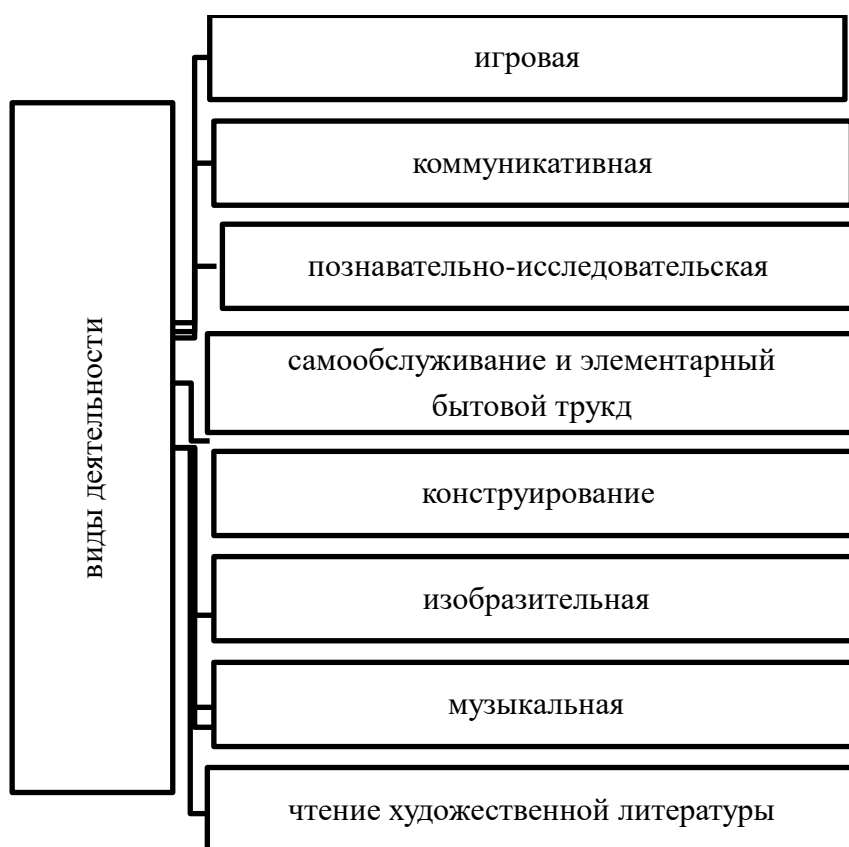 виды деятельности
игровая
коммуникативная
познавательно-исследовательская
самообслуживание и элементарный
бытовой трукд
конструирование
изобразительная
музыкальная
чтение художественной литературы